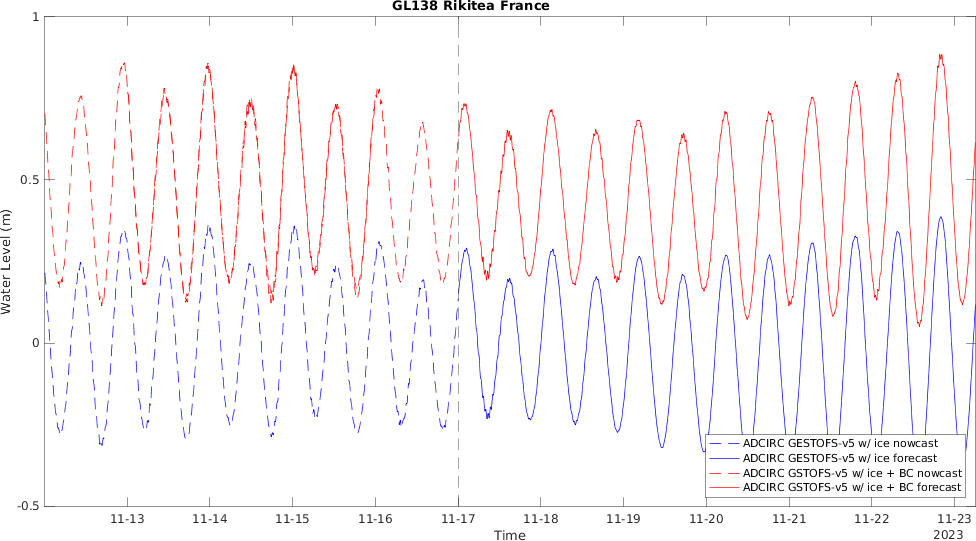 GL138 Rikitea France
1
0.5
0
-0.5
Water Level (m)
11-13 11-14 11-15 11-16 11-17 11-18 11-19 11-20 11-21 11-22 11-23
Time
2023
ADCIRC GESTOFS-v5 w/ ice nowcast
ADCIRC GESTOFS-v5 w/ ice forecast
ADCIRC GSTOFS-v5 w/ ice + BC nowcast
ADCIRC GSTOFS-v5 w/ ice + BC forecast